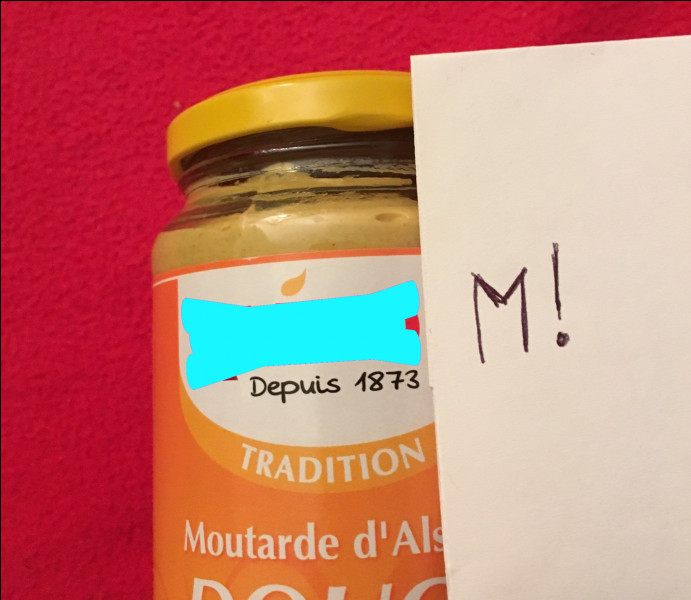 Depuis 1873
TRADITION
Moutarde d'Als
M!